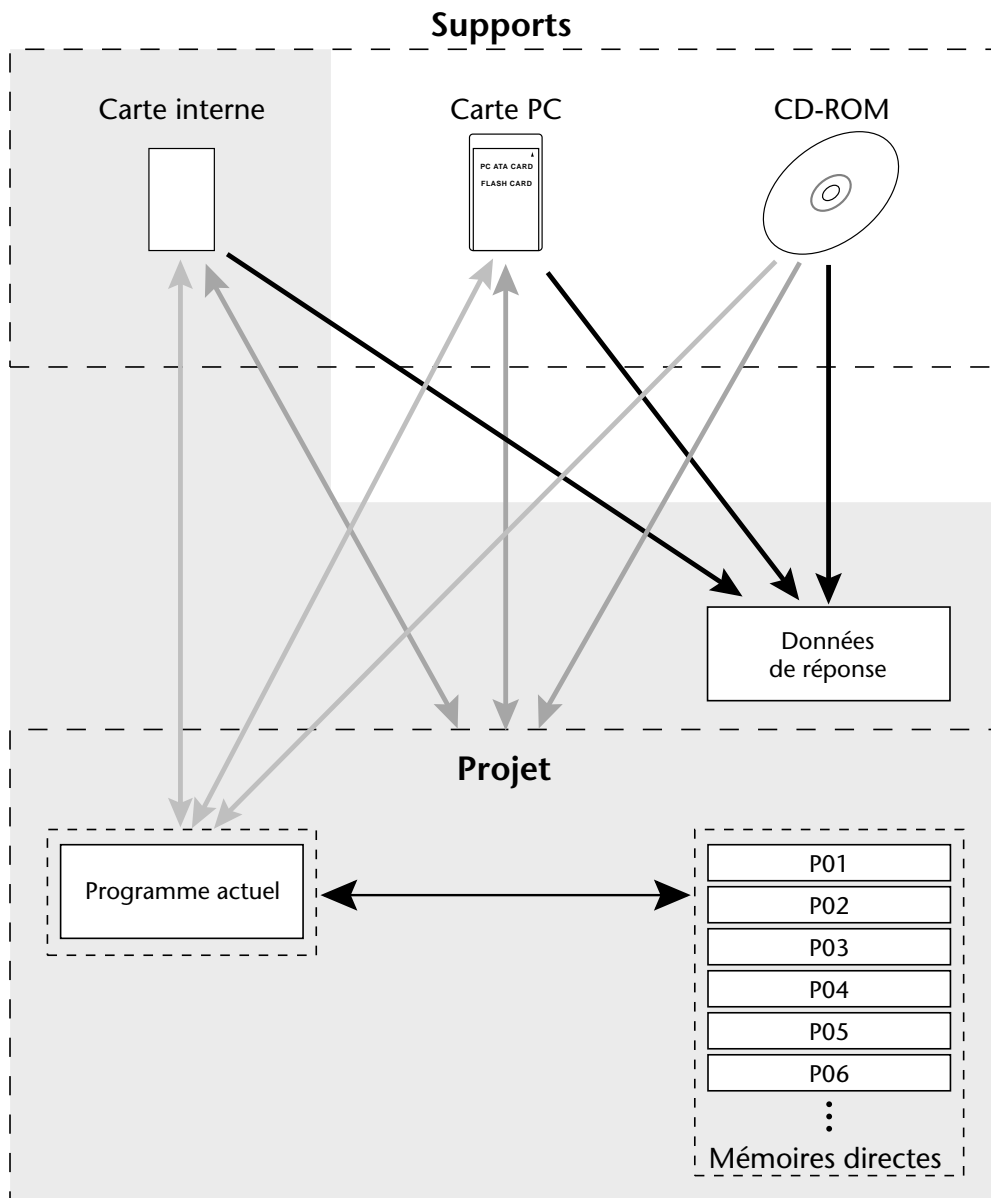 Supports
Carte interne
Carte PC
CD-ROM
PC ATA CARD
FLASH CARD
Données
de réponse
Projet
Programme actuel
P01
P02
P03
P04
P05
P06
Mémoires directes